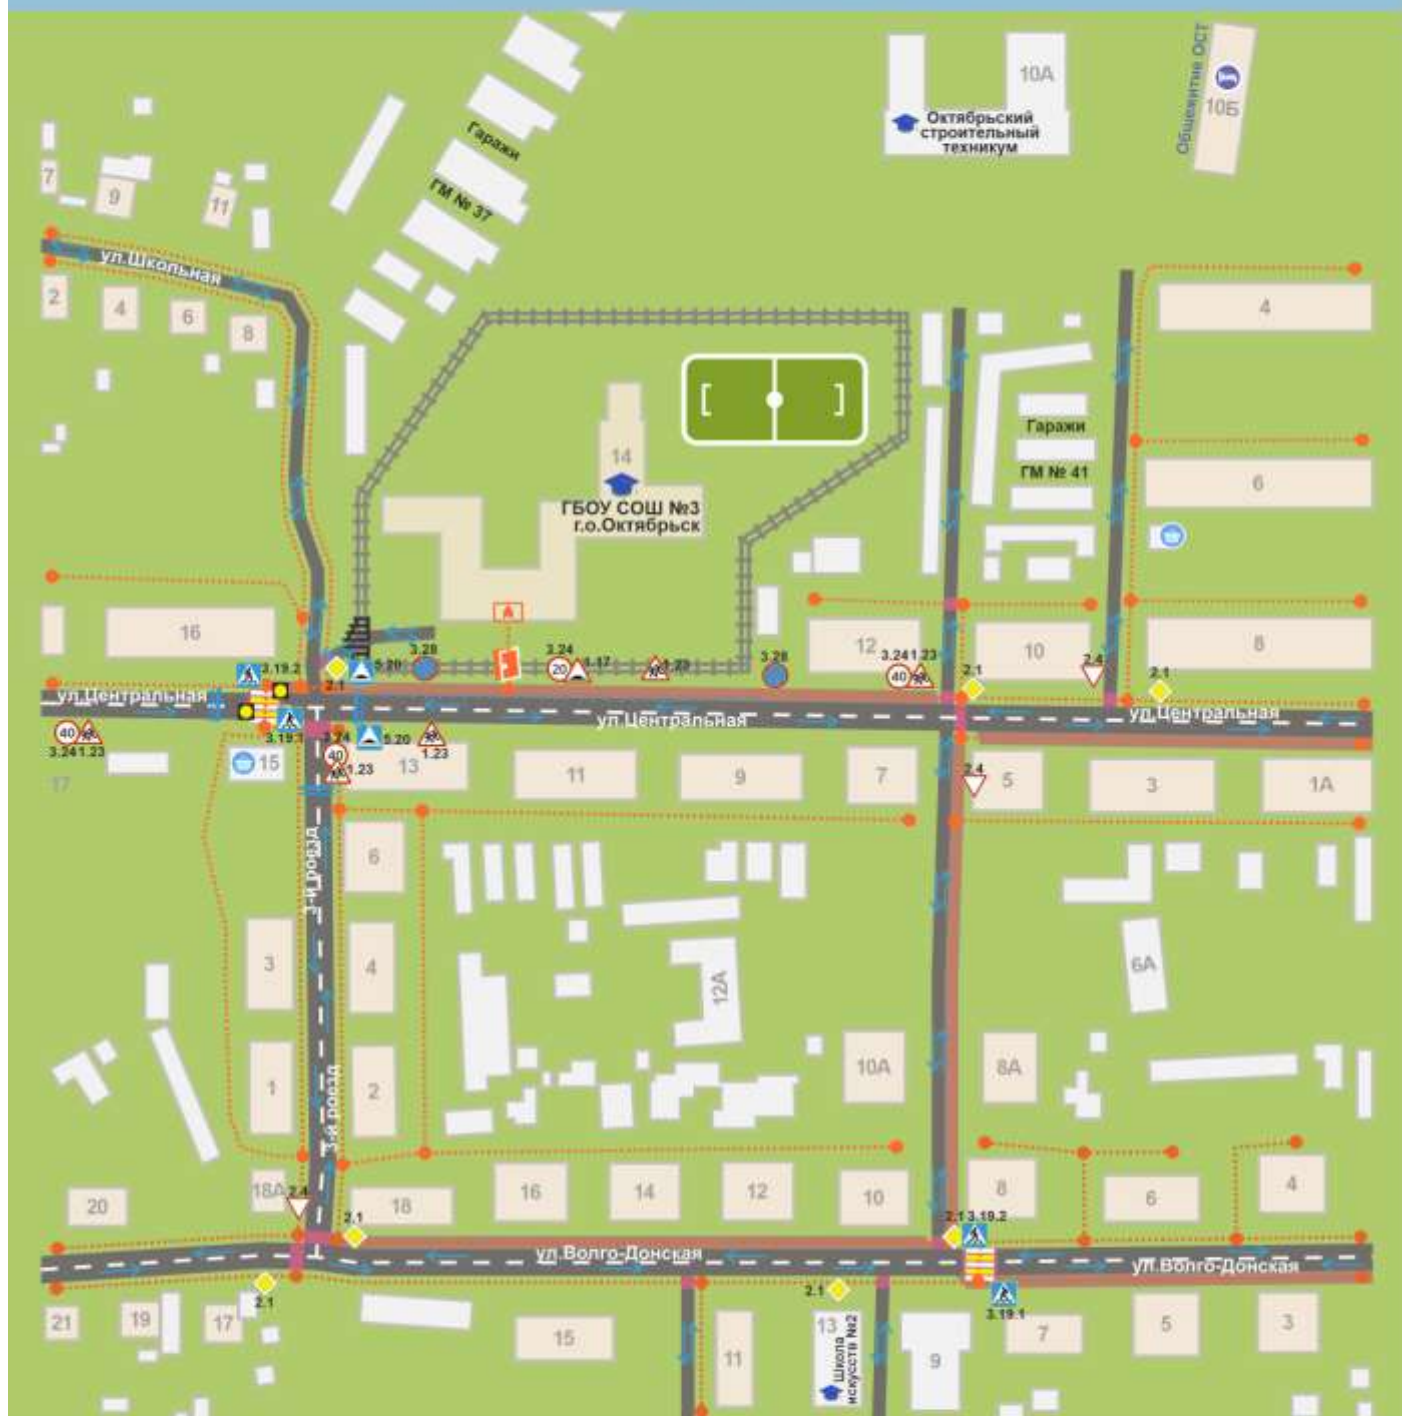 10А
Общежитие ОСТ
10Б
Октябрьский
строительный
техникум
Гаражи
ГМ № 37
7
9
11
ул.Школьная
2
4
6
8
4
Гаражи
ГМ № 41
6
14
ГБОУ СОШ №3
г.о.Октябрьск
16
А
12
10
8
3.19.2
2.1
5.20
3.28
3.24
20
1.17
1.23
3.28
3.24
1.23
40
2.1
2.4
2.1
ул.Центральная
ул.Центральная
ул.Центральная
40
3.24
1.23
3.19.1
3.24
40
1.23
5.20
1.23
2.4
17
15
13
11
9
7
5
3
1А
3-й роезд
6
3
4
12А
6А
1
2
10А
8А
3-й роезд
20
18А
2.4
18
16
14
12
10
8
6
4
2.1
2.1
3.19.2
ул.Волго-Донская
ул.Волго-Донская
2.1
2.1
3.19.1
21
19
17
15
11
13
Школа
искусств №2
9
7
5
3